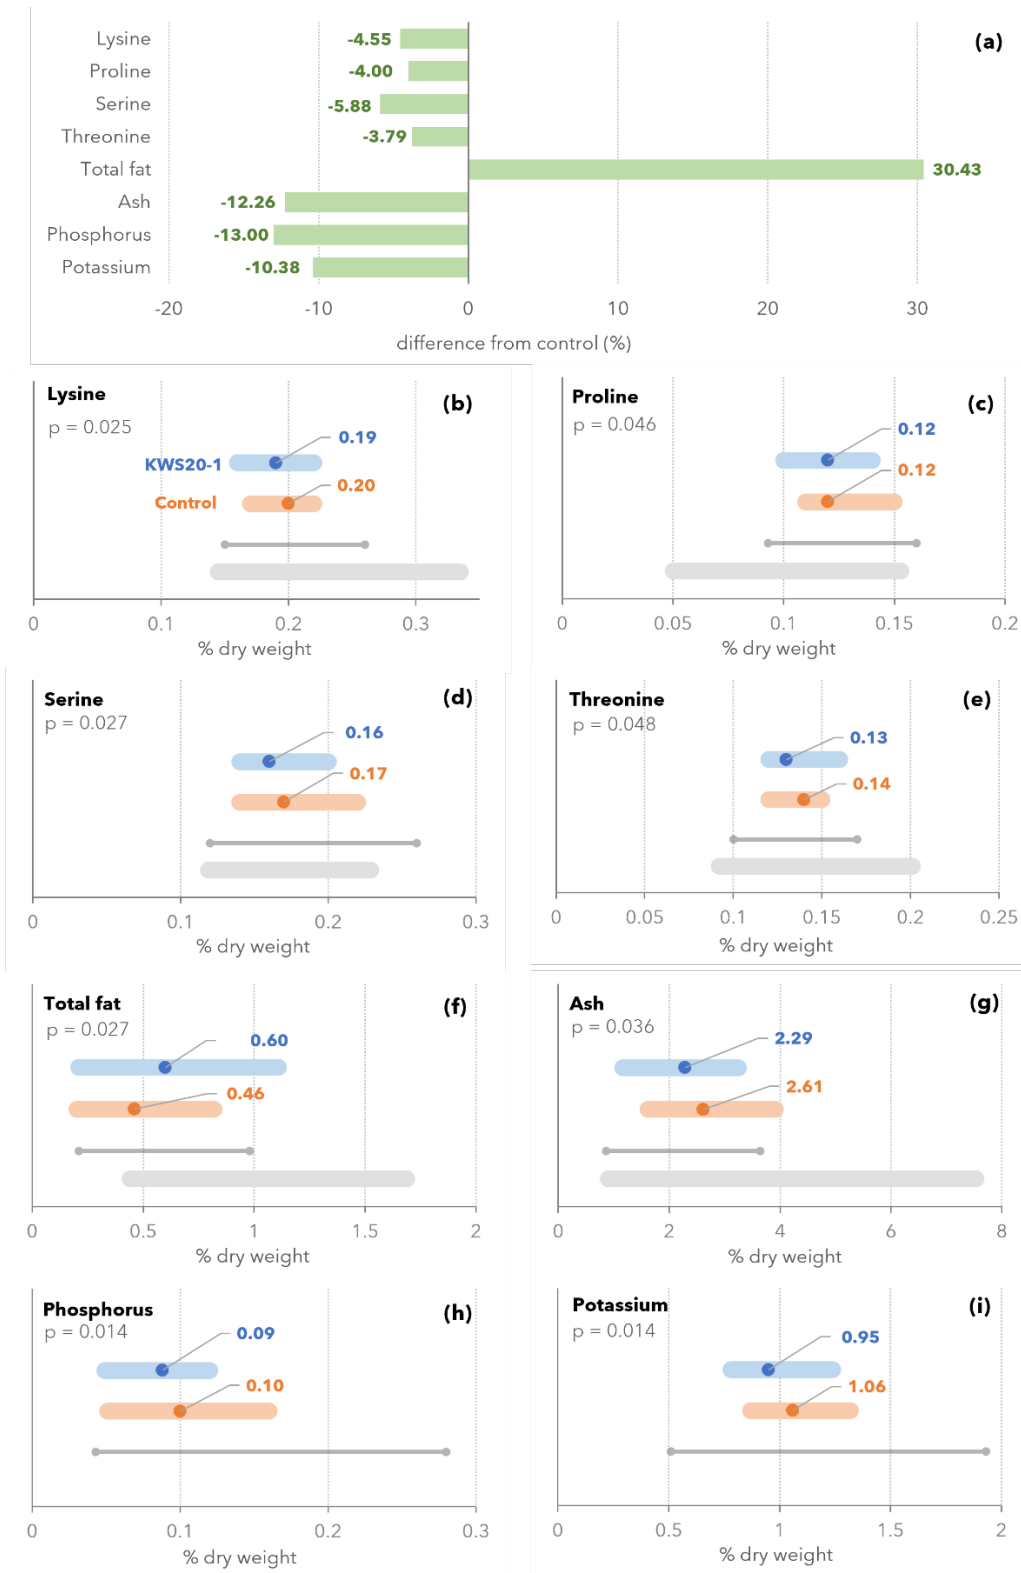 (a)
Lysine -4.55
Proline -4.00
Serine -5.88
Threonine -3.79
Total fat 30.43
Ash -12.26
Phosphorus -13.00
Potassium -10.38
-20 -10 0 10 20 30
difference from control (%)
Lysine (b)
p = 0.025
0.19
KWS20-1
0.20
Control
0 0.1 0.2 0.3
% dry weight
Proline (c)
p = 0.046
0.12
0.12
0 0.05 0.1 0.15 0.2
% dry weight
Serine (d)
p = 0.027
0.16
0.17
0 0.1 0.2 0.3
% dry weight
Threonine (e)
p = 0.048
0.13
0.14
0 0.05 0.1 0.15 0.2 0.25
% dry weight
Total fat (f)
p = 0.027
0.60
0.46
0 0.5 1 1.5 2
% dry weight
Ash (g)
p = 0.036
2.29
2.61
0 2 4 6 8
% dry weight
Phosphorus (h)
p = 0.014
0.09
0.10
0 0.1 0.2 0.3
% dry weight
Potassium (i)
p = 0.014
0.95
1.06
0 0.5 1 1.5 2
% dry weight